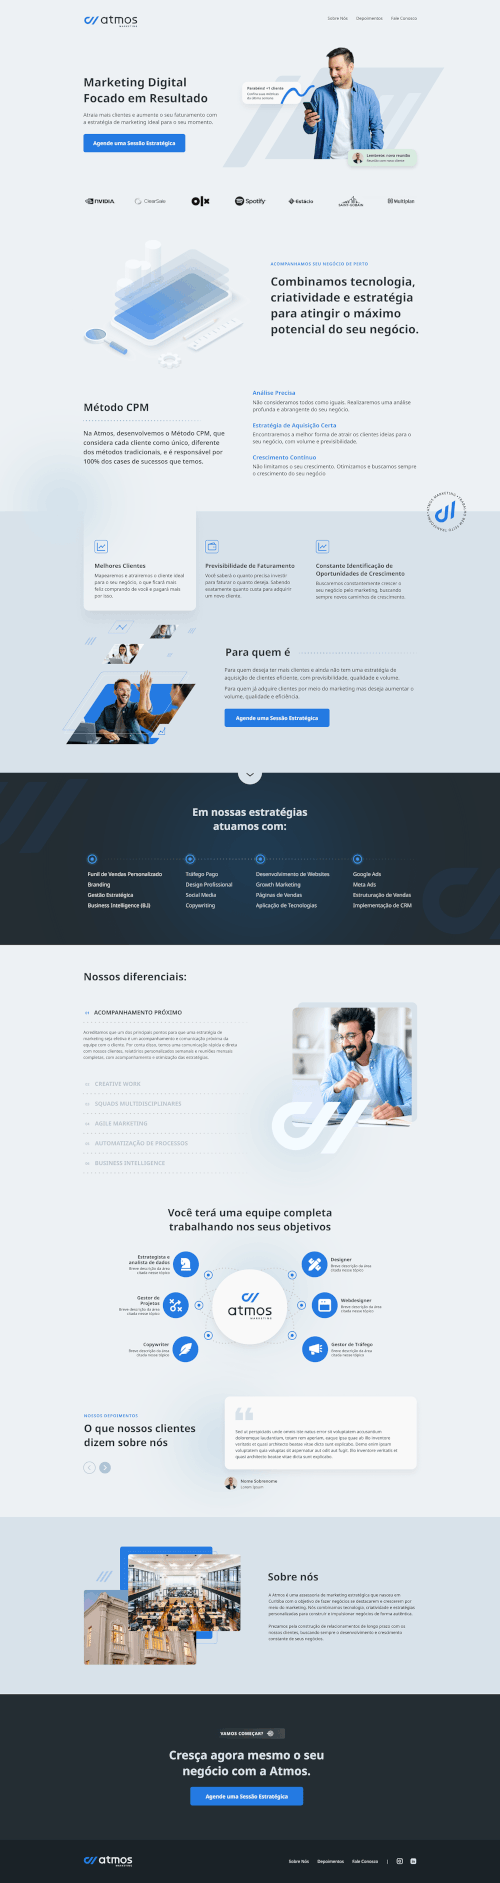 atmos
MARKETING
Sobre Nós Depoimentos Fale Conosco
Marketing Digital
Focado em Resultado
Atraia mais clientes e aumente o seu faturamento com
a estratégia de marketing ideal para o seu momento.
Agende uma Sessão Estratégica
Parabéns! +1 cliente
Lembrete: nova reunião
Reunião com novo cliente
NVIDIA ClearSale olx Spotify Estácio SAINT-GOBAIN Multiplan
ACOMPANHAMOS SEU NEGÓCIO DE PERTO
Combinamos tecnologia,
criatividade e estratégia
para atingir o máximo
potencial do seu negócio.
Método CPM
Na Atmos, desenvolvemos o Método CPM, que
considera cada cliente como único, diferente
dos métodos tradicionais, e é responsável por
100% dos cases de sucessos que temos.
Análise Precisa
Não consideramos todos como iguais. Realizaremos uma análise
profunda e abrangente do seu negócio.
Estratégia de Aquisição Certa
Encontraremos a melhor forma de atrair os clientes ideias para o
seu negócio, com volume e previsibilidade.
Crescimento Contínuo
Não limitamos o seu crescimento. Otimizamos e buscamos sempre
o crescimento do seu negócio
Melhores Clientes
Mapearemos e atrairemos o cliente ideal
para o seu negócio, o que ficará mais
feliz comprando de você e pagará mais
por isso.
Previsibilidade de Faturamento
Você saberá o quanto precisa investir
para faturar o quanto deseja. Sabendo
exatamente quanto custa para adquirir
um novo cliente.
Constante Identificação de
Oportunidades de Crescimento
Buscaremos constantemente crescer o
seu negócio pelo marketing, buscando
sempre novos caminhos de crescimento.
Para quem é
Para quem deseja ter mais clientes e ainda não tem uma estratégia de
aquisição de clientes eficiente, com previsibilidade, qualidade e volume.
Para quem já adquire clientes por meio do marketing mas deseja aumentar o
volume, qualidade e eficiência.
Agende uma Sessão Estratégica
Em nossas estratégias
atuamos com:
Funil de Vendas Personalizado
Branding
Gestão Estratégica
Business Intelligence (B.I)
Tráfego Pago
Design Profissional
Social Media
Copywriting
Desenvolvimento de Websites
Growth Marketing
Páginas de Vendas
Aplicação de Tecnologias
Google Ads
Meta Ads
Estruturação de Vendas
Implementação de CRM
Nossos diferenciais:
ACOMPANHAMENTO PRÓXIMO
Acreditamos que um dos principais pontos para que uma estratégia de
marketing seja efetiva é um acompanhamento e comunicação próxima da
equipe com o cliente. Por conta disso, temos uma comunicação rápida e direta
com nossos clientes, relatórios personalizados semanais e reuniões mensais
completas, com acompanhamento e otimização das estratégias.
CREATIVE WORK
SQUADS MULTIDISCIPLINARES
AGILE MARKETING
AUTOMATIZAÇÃO DE PROCESSOS
BUSINESS INTELLIGENCE
Você terá uma equipe completa
trabalhando nos seus objetivos
Estrategista e
analista de dados
Breve descrição da área
citada nesse tópico
Gestor de
Projetos
Breve descrição da área
citada nesse tópico
Copywriter
Breve descrição da área
citada nesse tópico
atmos
MARKETING
Designer
Breve descrição da área
citada nesse tópico
Webdesigner
Breve descrição da área
citada nesse tópico
Gestor de Tráfego
Breve descrição da área
citada nesse tópico
NOSSOS DEPOIMENTOS
O que nossos clientes
dizem sobre nós
Sed ut perspiciatis unde omnis iste natus error sit voluptatem accusantium
doloremque laudantium, totam rem aperiam, eaque ipsa quae ab illo inventore
veritatis et quasi architecto beatae vitae dicta sunt explicabo. Nemo enim ipsam
voluptatem quia voluptas sit aspernatur aut odit aut fugit. Illo inventore veritatis et
quasi architecto beatae vitae dicta sunt explicabo.
Nome Sobrenome
Lorem Ipsum
Sobre nós
A Atmos é uma assessoria de marketing estratégica que nasceu em
Curitiba com o objetivo de fazer negócios se destacarem e crescerem por
meio do marketing. Nós combinamos tecnologia, criatividade e estratégias
personalizadas para construir e impulsionar negócios de forma autêntica.
Prezamos pela construção de relacionamentos de longo prazo com os
nossos clientes, buscando sempre o desenvolvimento e crescimento
constante de seus negócios.
VAMOS COMEÇAR?
Cresça agora mesmo o seu
negócio com a Atmos.
Agende uma Sessão Estratégica
atmos
MARKETING
Sobre Nós Depoimentos Fale Conosco